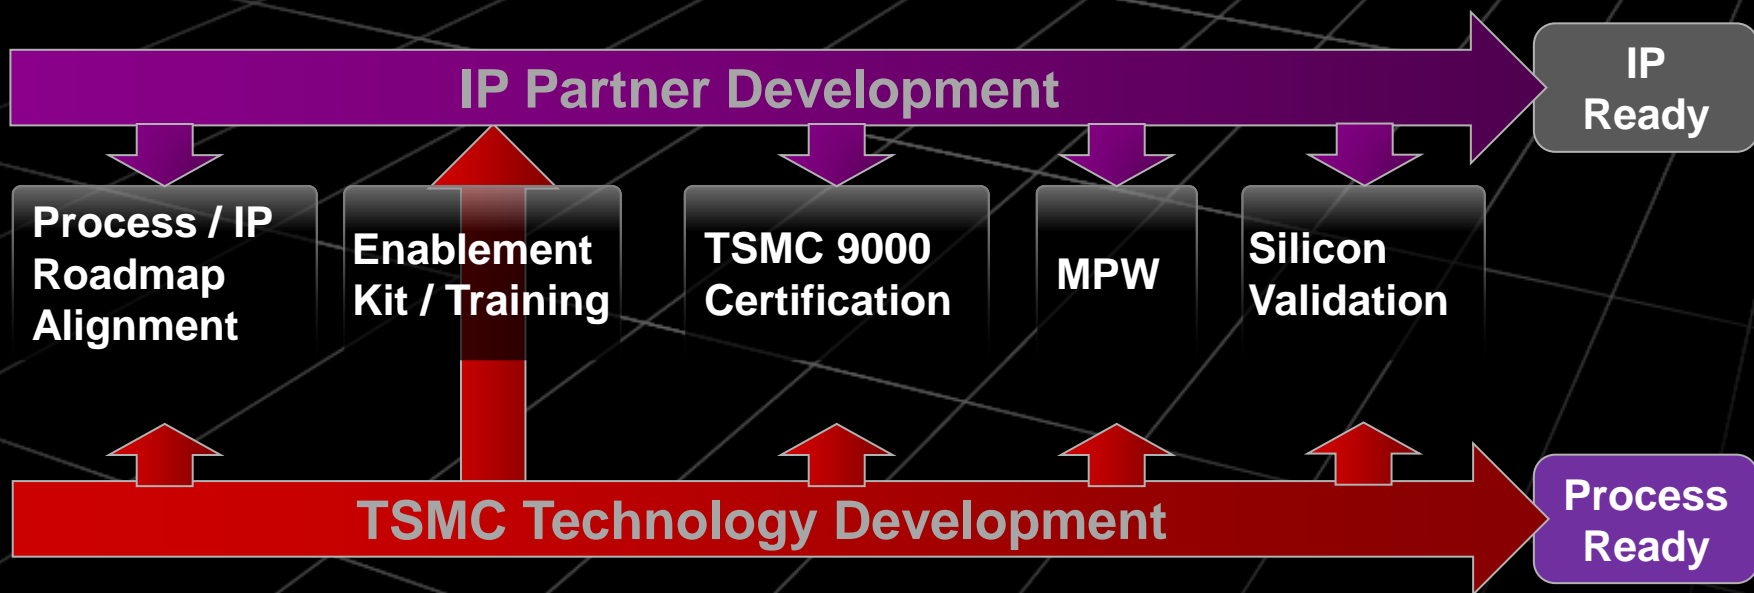 IP Partner Development
IP
Ready
Process / IP
Roadmap
Alignment
Enablement
Kit / Training
TSMC 9000
Certification
MPW
Silicon
Validation
TSMC Technology Development
Process
Ready